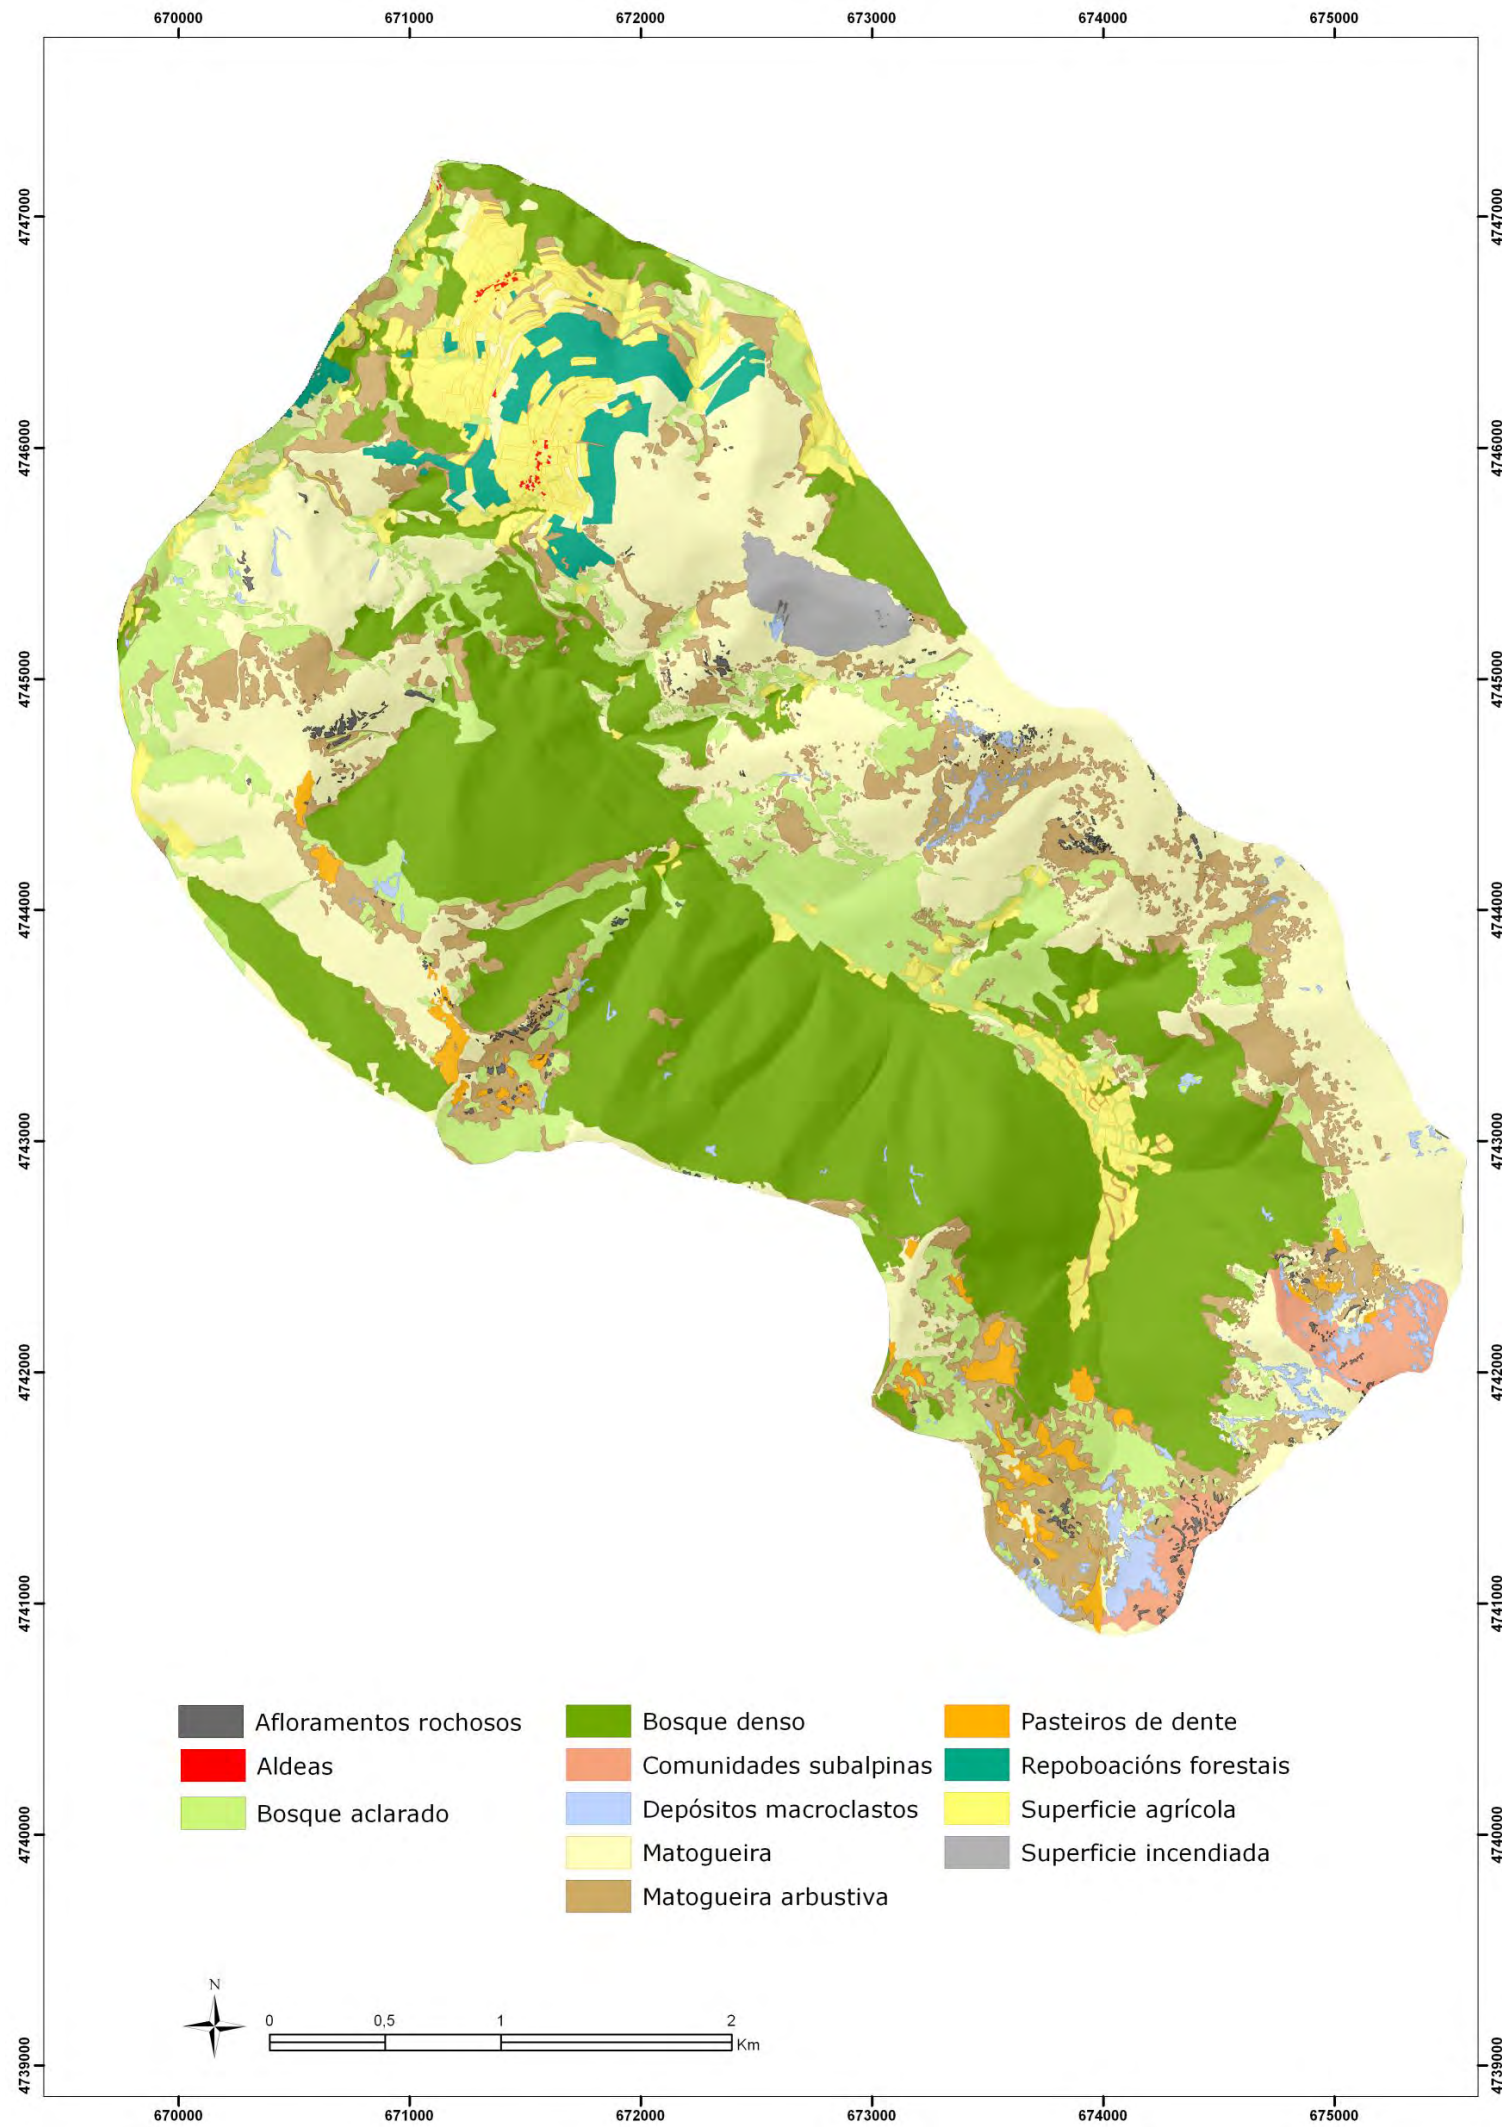 670000 671000 672000 673000 674000 675000
4747000 4747000
4746000 4746000
4745000 4745000
4744000 4744000
4743000 4743000
4742000 4742000
4741000 4741000
Afloramentos rochosos Bosque denso Pasteiros de dente
Aldeas Comunidades subalpinas Repoboacións forestais
Bosque aclarado Depósitos macroclastos Superficie agrícola
4740000 4740000
Matogueira Superficie incendiada
Matogueira arbustiva
N
0 0,5 1 2
Km
4739000 4739000
670000 671000 672000 673000 674000 675000